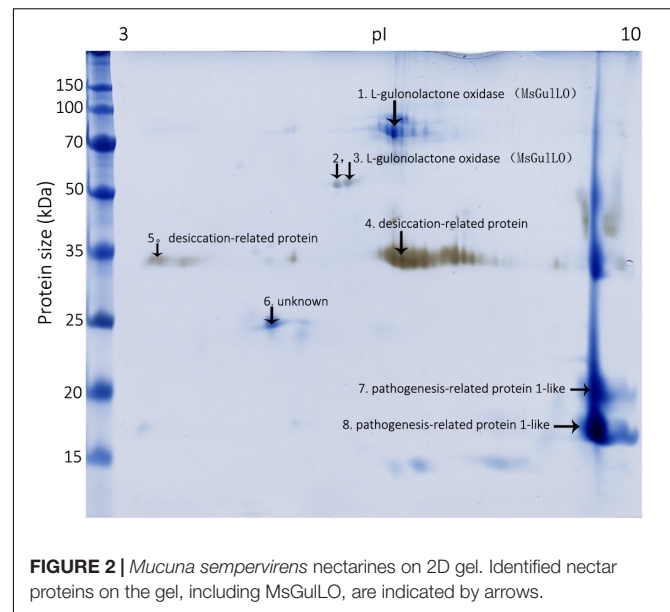 3 pI 10
150
100
70
50
35
25
20
15
Protein size (kDa)
1. L-gulonolactone oxidase （MsGulLO）
2, 3. L-gulonolactone oxidase （MsGulLO）
4. desiccation-related protein
5。desiccation-related protein
6. unknown
7. pathogenesis-related protein 1-like
8. pathogenesis-related protein 1-like
FIGURE 2 | Mucuna sempervirens nectarines on 2D gel. Identified nectar
proteins on the gel, including MsGulLO, are indicated by arrows.